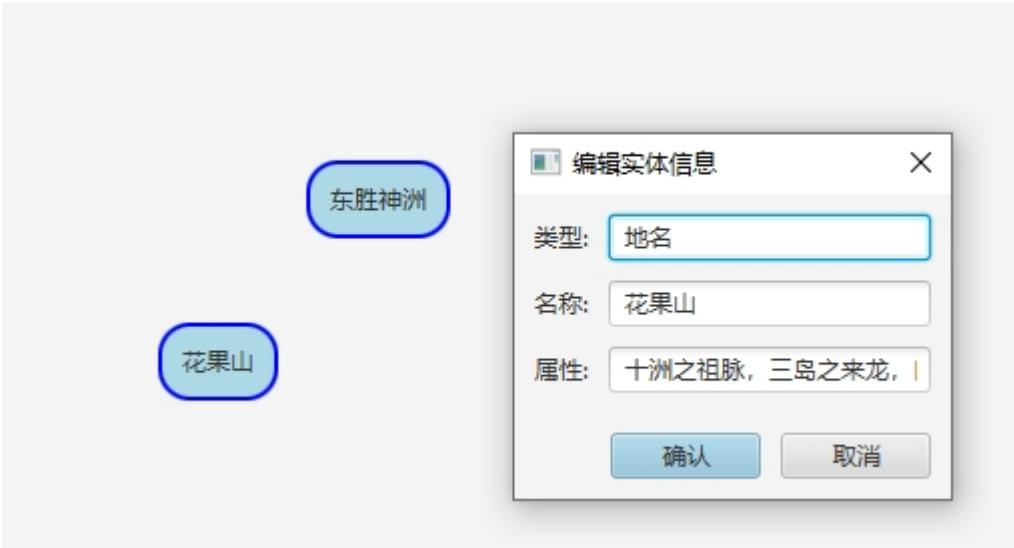 东胜神洲
花果山
编辑实体信息
类型: 地名
名称: 花果山
属性: 十洲之祖脉，三岛之来龙，
确认 取消